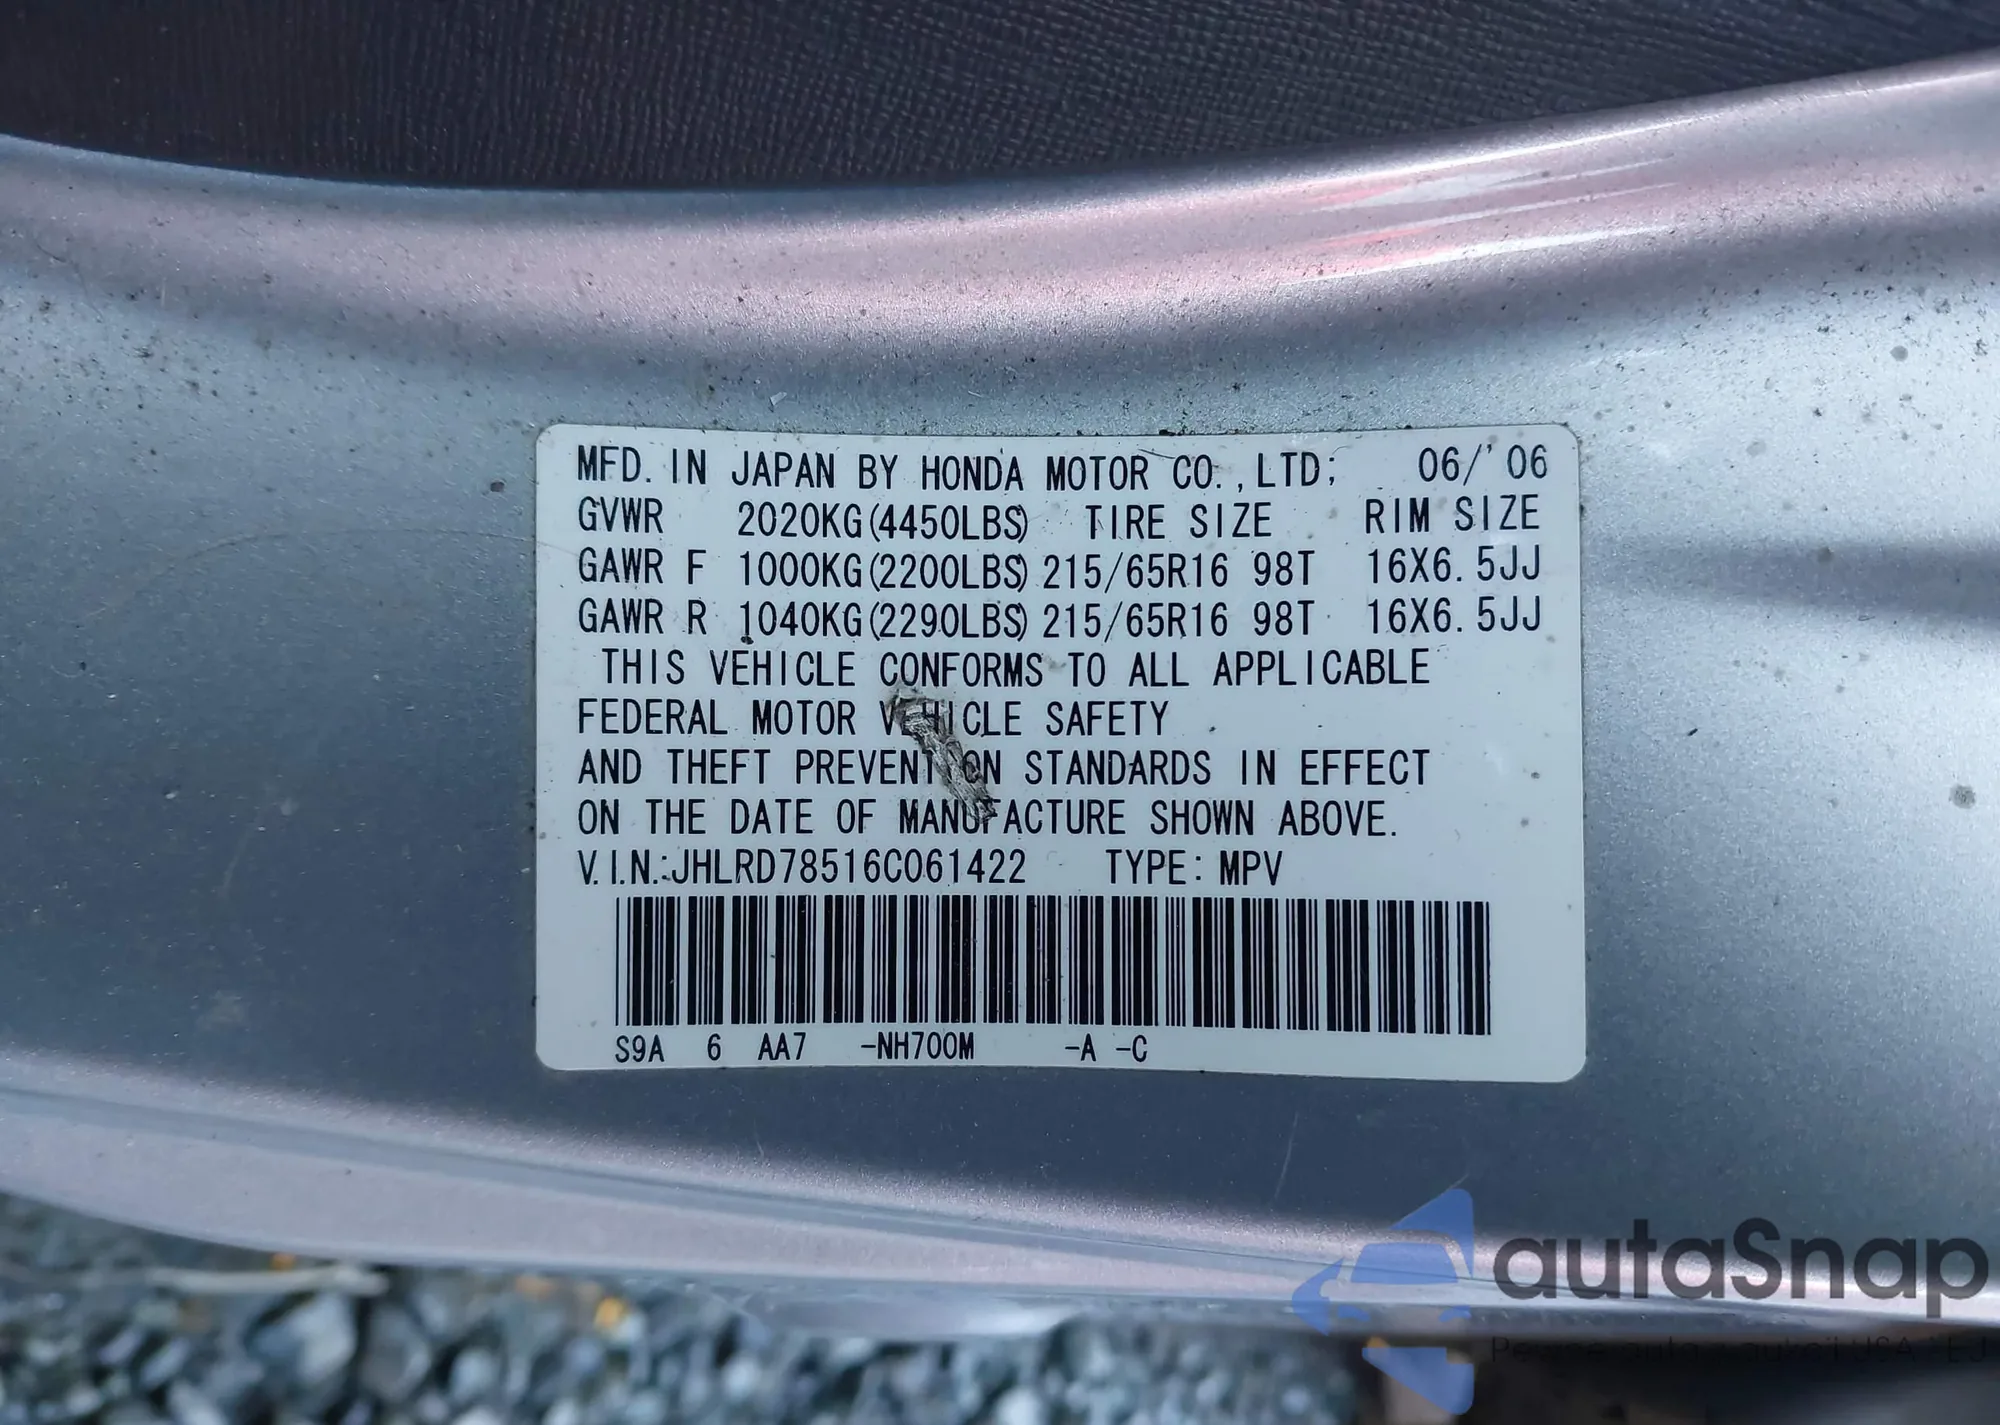 MFD. IN JAPAN BY HONDA MOTOR CO., LTD; 06/'06
GVWR 2020KG(4450LBS) TIRE SIZE RIM SIZE
GAWR F 1000KG(2200LBS) 215/65R16 98T 16X6.5JJ
GAWR R 1040KG(2290LBS) 215/65R16 98T 16X6.5JJ
THIS VEHICLE CONFORMS TO ALL APPLICABLE
FEDERAL MOTOR VEHICLE SAFETY
AND THEFT PREVENTION STANDARDS IN EFFECT
ON THE DATE OF MANUFACTURE SHOWN ABOVE.
V.I.N.:JHLRD78516C061422 TYPE: MPV
S9A 6 AA7 -NH700M -A -C
autaSnap